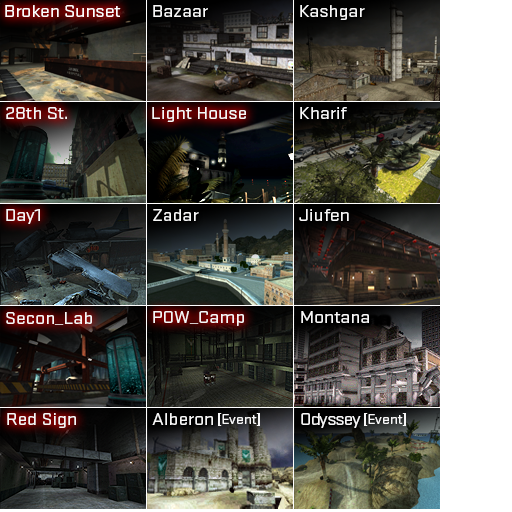 Broken Sunset
Bazaar
Kashgar
28th St.
Light House
Kharif
Day1
Zadar
Jiufen
Secon_Lab
POW_Camp
Montana
Red Sign
Alberon [Event]
Odyssey [Event]